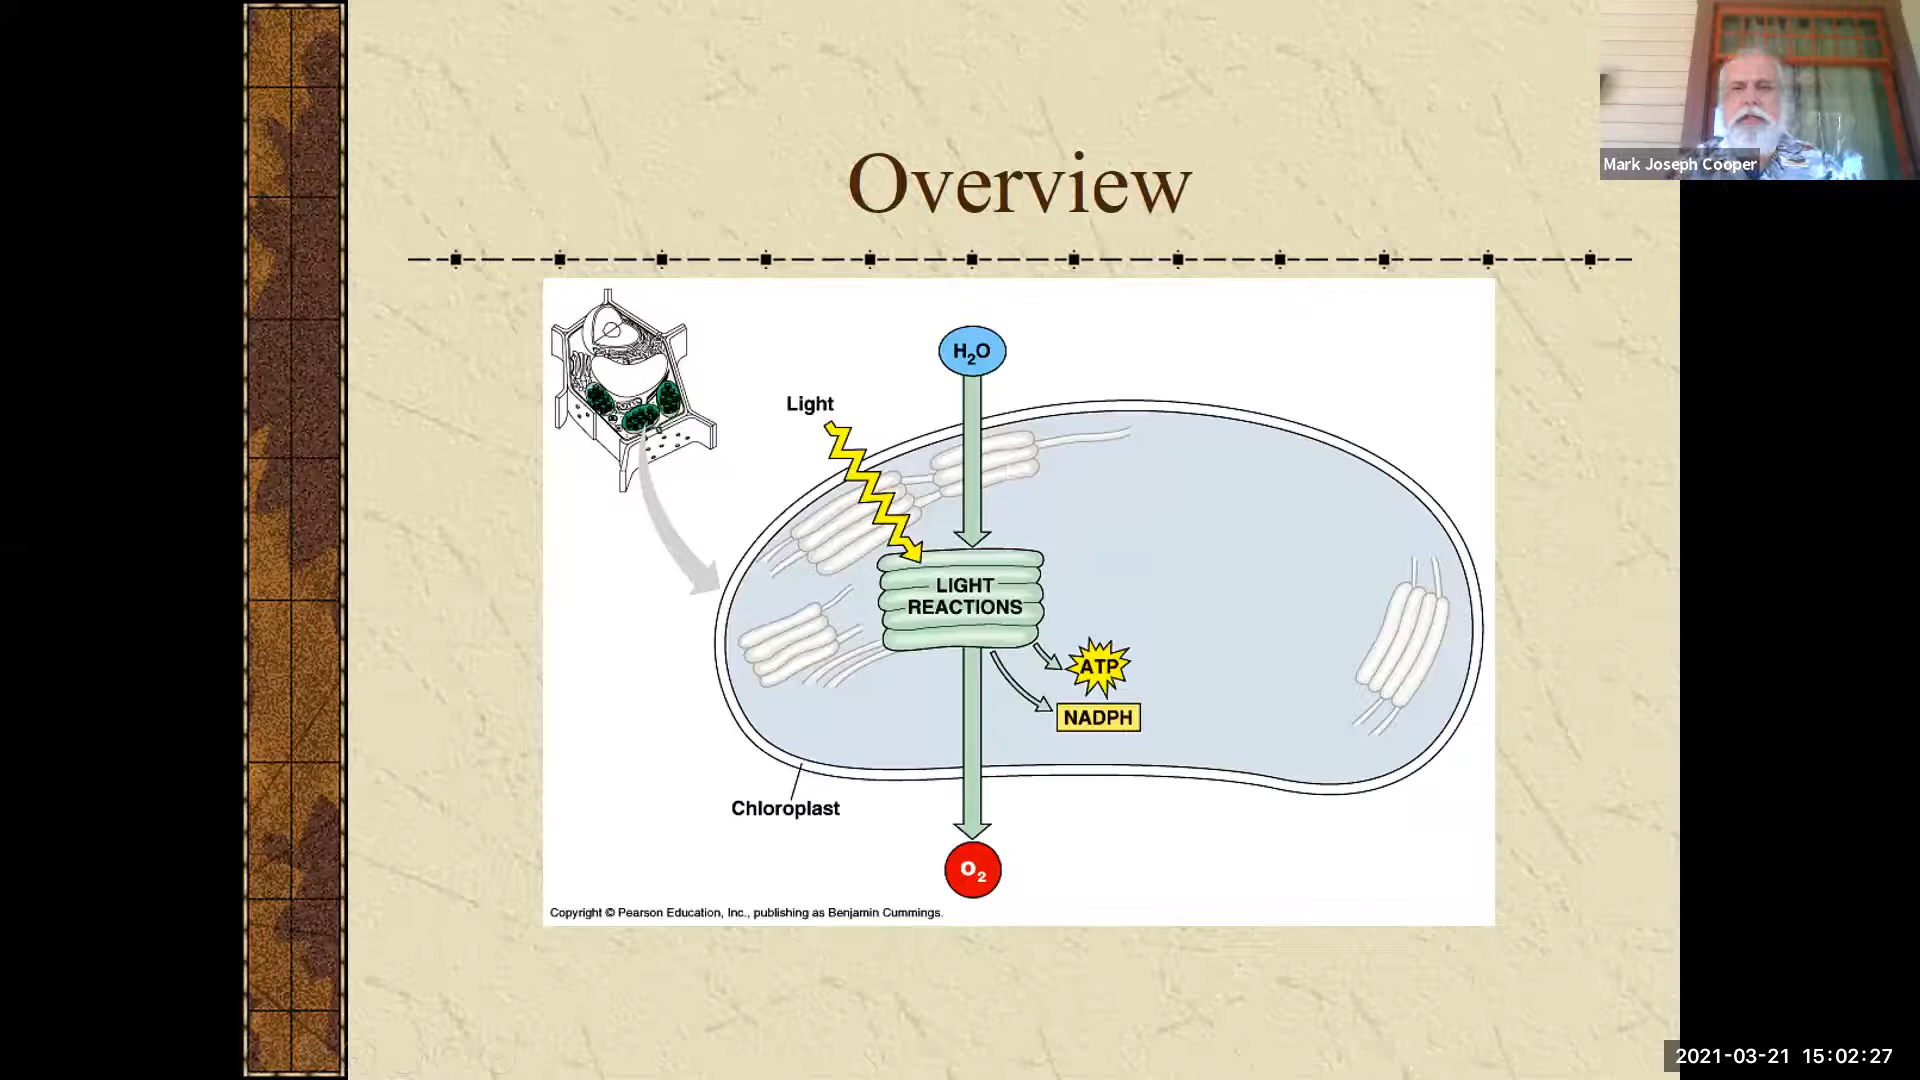 Overview
Mark Joseph Cooper
H₂O
Light
LIGHT
REACTIONS
ATP
NADPH
Chloroplast
O₂
Copyright © Pearson Education, Inc., publishing as Benjamin Cummings.
2021-03-21 15:02:27